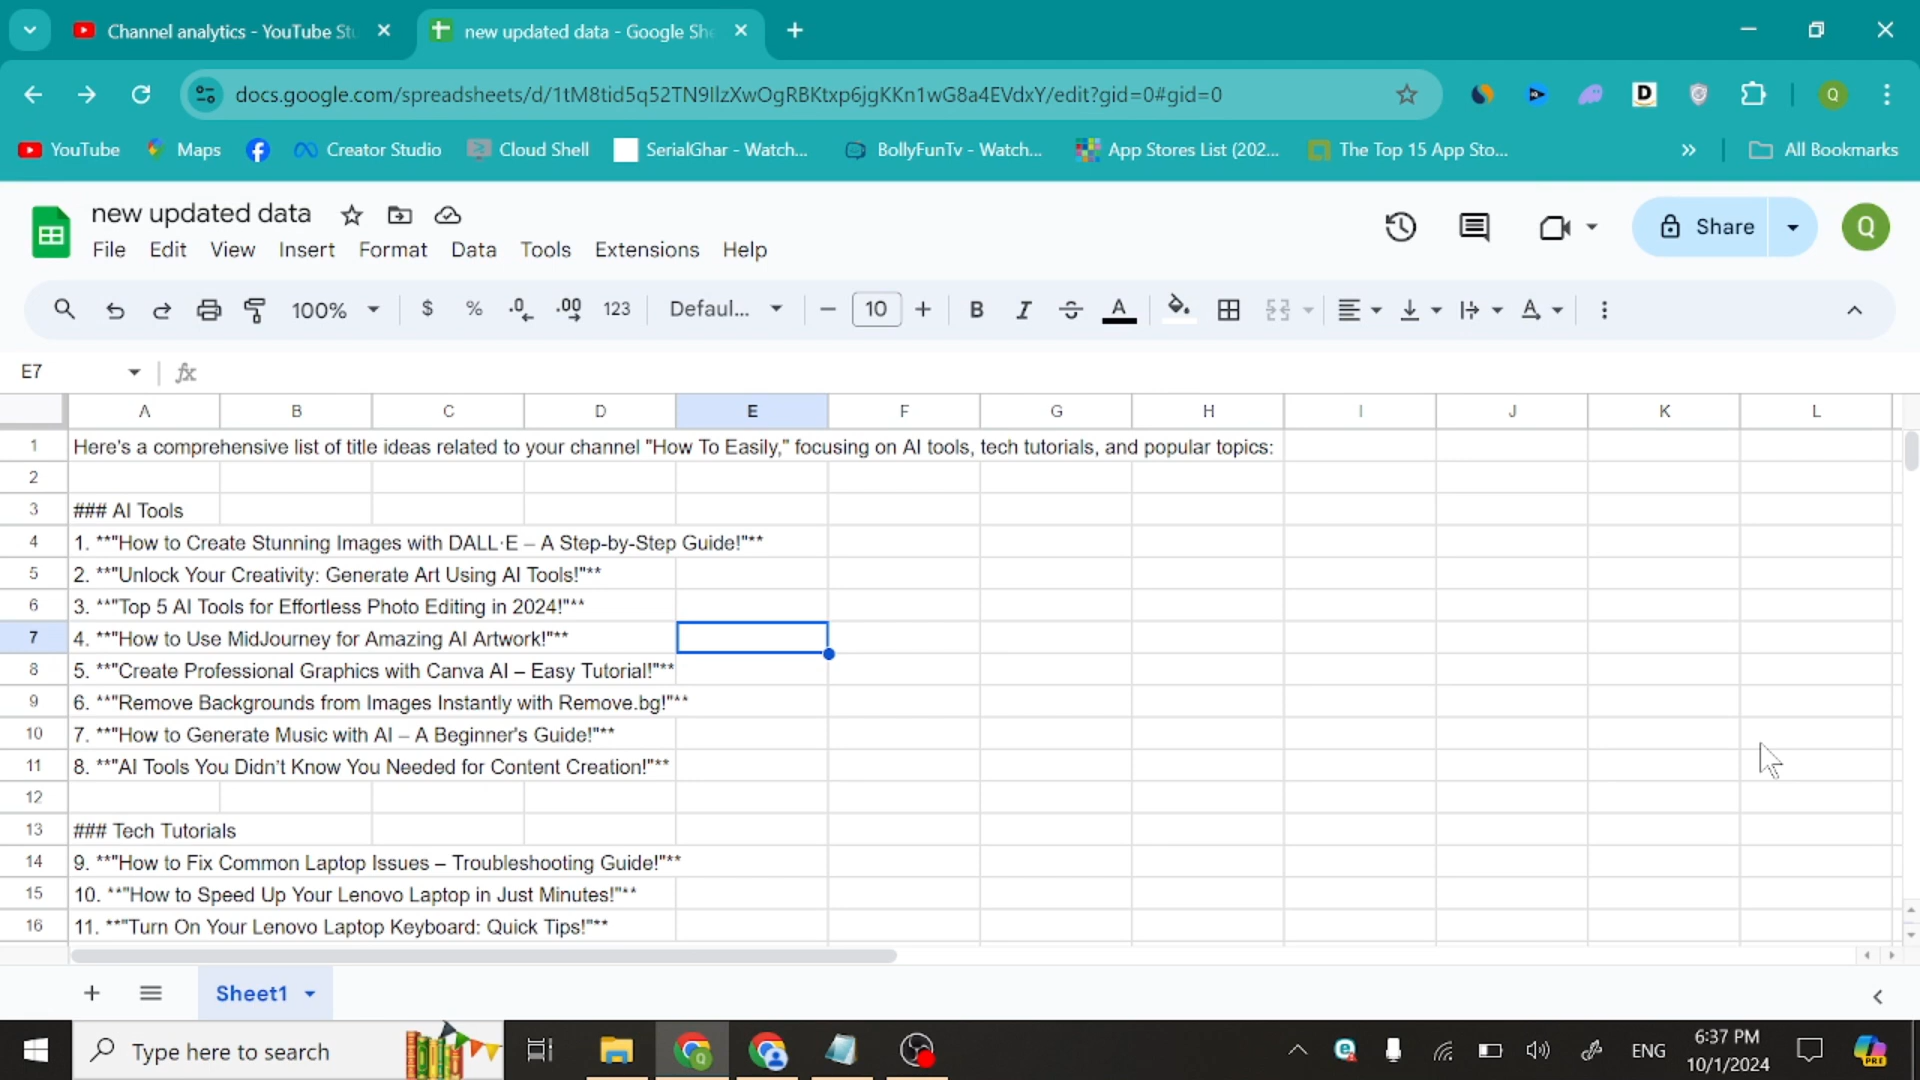 Channel analytics - YouTube Stu
new updated data - Google She
docs.google.com/spreadsheets/d/1tM8tid5q52TN9IlzXwOgRBKtxp6jgKKn1wG8a4EVdxY/edit?gid=0#gid=0
Q
YouTube
Maps
Creator Studio
Cloud Shell
SerialGhar - Watch...
BollyFunTv - Watch...
App Stores List (202...
The Top 15 App Sto...
»
All Bookmarks
new updated data
Share
Q
File Edit View Insert Format Data Tools Extensions Help
100% $ % .0 .00 123 Defaul... − 10 + B I S A
E7 fx
A B C D E F G H I J K L
1 Here's a comprehensive list of title ideas related to your channel "How To Easily," focusing on AI tools, tech tutorials, and popular topics:
2
3 ### AI Tools
4 1. **"How to Create Stunning Images with DALL·E – A Step-by-Step Guide!"**
5 2. **"Unlock Your Creativity: Generate Art Using AI Tools!"**
6 3. **"Top 5 AI Tools for Effortless Photo Editing in 2024!"**
7 4. **"How to Use MidJourney for Amazing AI Artwork!"**
8 5. **"Create Professional Graphics with Canva AI – Easy Tutorial!"**
9 6. **"Remove Backgrounds from Images Instantly with Remove.bg!"**
10 7. **"How to Generate Music with AI – A Beginner's Guide!"**
11 8. **"AI Tools You Didn't Know You Needed for Content Creation!"**
12
13 ### Tech Tutorials
14 9. **"How to Fix Common Laptop Issues – Troubleshooting Guide!"**
15 10. **"How to Speed Up Your Lenovo Laptop in Just Minutes!"**
16 11. **"Turn On Your Lenovo Laptop Keyboard: Quick Tips!"**
Sheet1
Type here to search
ENG
6:37 PM
10/1/2024
PRE